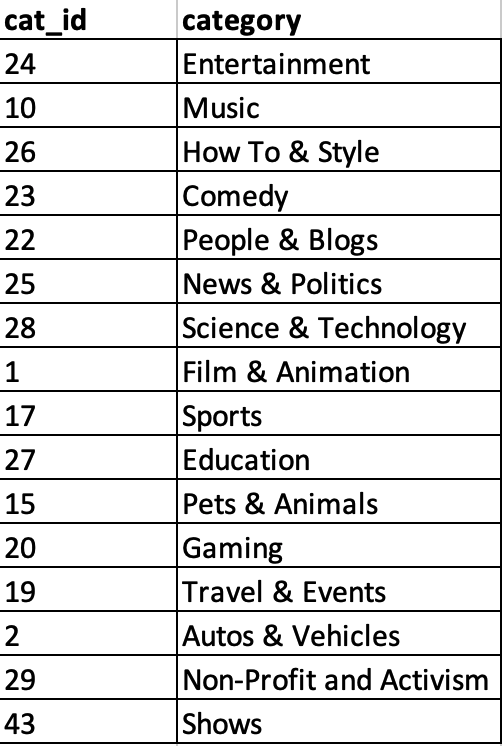 cat_id category
24 Entertainment
10 Music
26 How To & Style
23 Comedy
22 People & Blogs
25 News & Politics
28 Science & Technology
1 Film & Animation
17 Sports
27 Education
15 Pets & Animals
20 Gaming
19 Travel & Events
2 Autos & Vehicles
29 Non-Profit and Activism
43 Shows